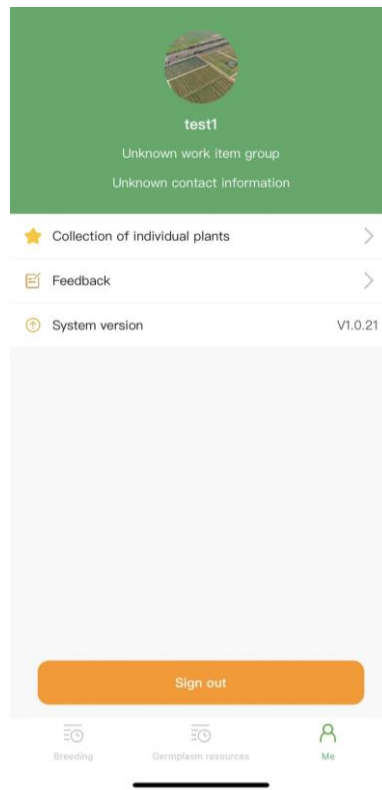 test1
Unknown work item group
Unknown contact information
Collection of individual plants
Feedback
System version V1.0.21
Sign out
Breeding Germplasm resources Me